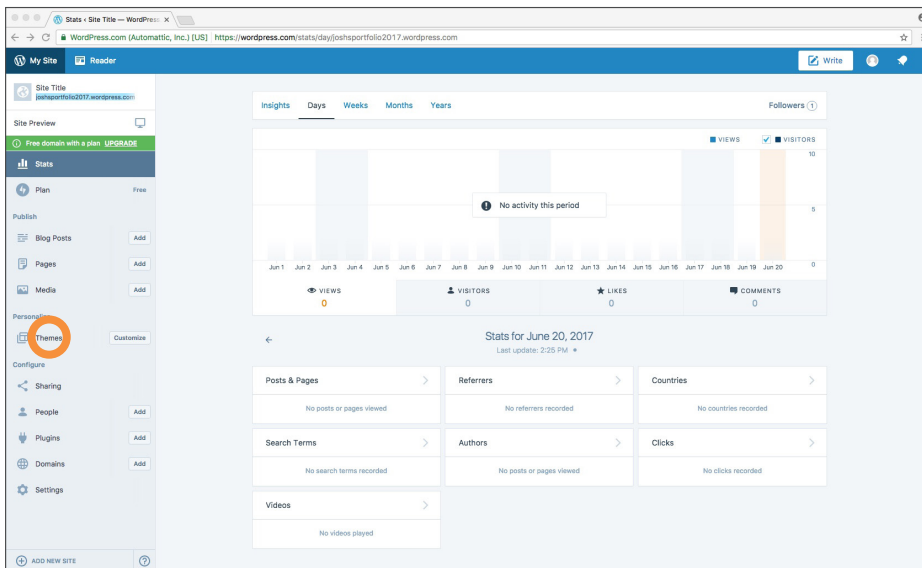 Stats ‹ Site Title — WordPress
WordPress.com (Automattic, Inc.) [US] https://wordpress.com/stats/day/joshsportfolio2017.wordpress.com
My Site Reader Write
Site Title
joshsportfolio2017.wordpress.com
Site Preview
Free domain with a plan UPGRADE
Stats
Plan Free
Publish
Blog Posts Add
Pages Add
Media Add
Personalize
Themes Customize
Configure
Sharing
People Add
Plugins Add
Domains Add
Settings
ADD NEW SITE
Insights Days Weeks Months Years Followers 1
VIEWS VISITORS
10
No activity this period
5
0
Jun 1 Jun 2 Jun 3 Jun 4 Jun 5 Jun 6 Jun 7 Jun 8 Jun 9 Jun 10 Jun 11 Jun 12 Jun 13 Jun 14 Jun 15 Jun 16 Jun 17 Jun 18 Jun 19 Jun 20
VIEWS VISITORS LIKES COMMENTS
0 0 0 0
Stats for June 20, 2017
Last update: 2:25 PM
Posts & Pages Referrers Countries
No posts or pages viewed No referrers recorded No countries recorded
Search Terms Authors Clicks
No search terms recorded No posts or pages viewed No clicks recorded
Videos
No videos played